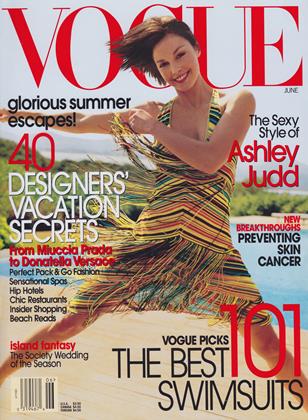 VOGUE
JUNE
glorious summer
escapes!
40
DESIGNERS'
VACATION
SECRETS
From Miuccia Prada
to Donatella Versace
Perfect Pack & Go Fashion
Sensational Spas
Hip Hotels
Chic Restaurants
Insider Shopping
Beach Reads
island fantasy
The Society Wedding
of the Season
The Sexy
Style of
Ashley
Judd
NEW
BREAKTHROUGHS
PREVENTING
SKIN
CANCER
101
VOGUE PICKS
THE BEST
SWIMSUITS